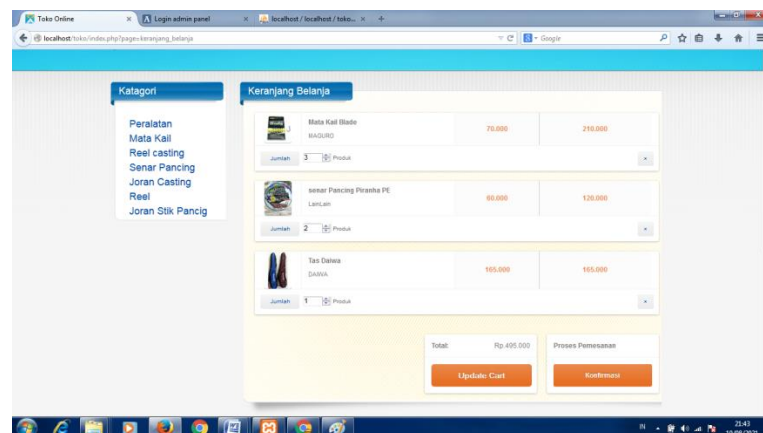 Toko Online
Login admin panel
localhost / localhost / toko...
localhost/toko/index.php?page=keranjang_belanja
Google
Katagori
Peralatan
Mata Kail
Reel casting
Senar Pancing
Joran Casting
Reel
Joran Stik Pancig
Keranjang Belanja
Mata Kail Blade
MAGURO
70.000
210.000
Jumlah 3 Produk
senar Pancing Piranha PE
LainLain
60.000
120.000
Jumlah 2 Produk
Tas Daiwa
DAIWA
165.000
165.000
Jumlah 1 Produk
Total: Rp.495.000
Update Cart
Proses Pemesanan
Konfirmasi
IN
21:43